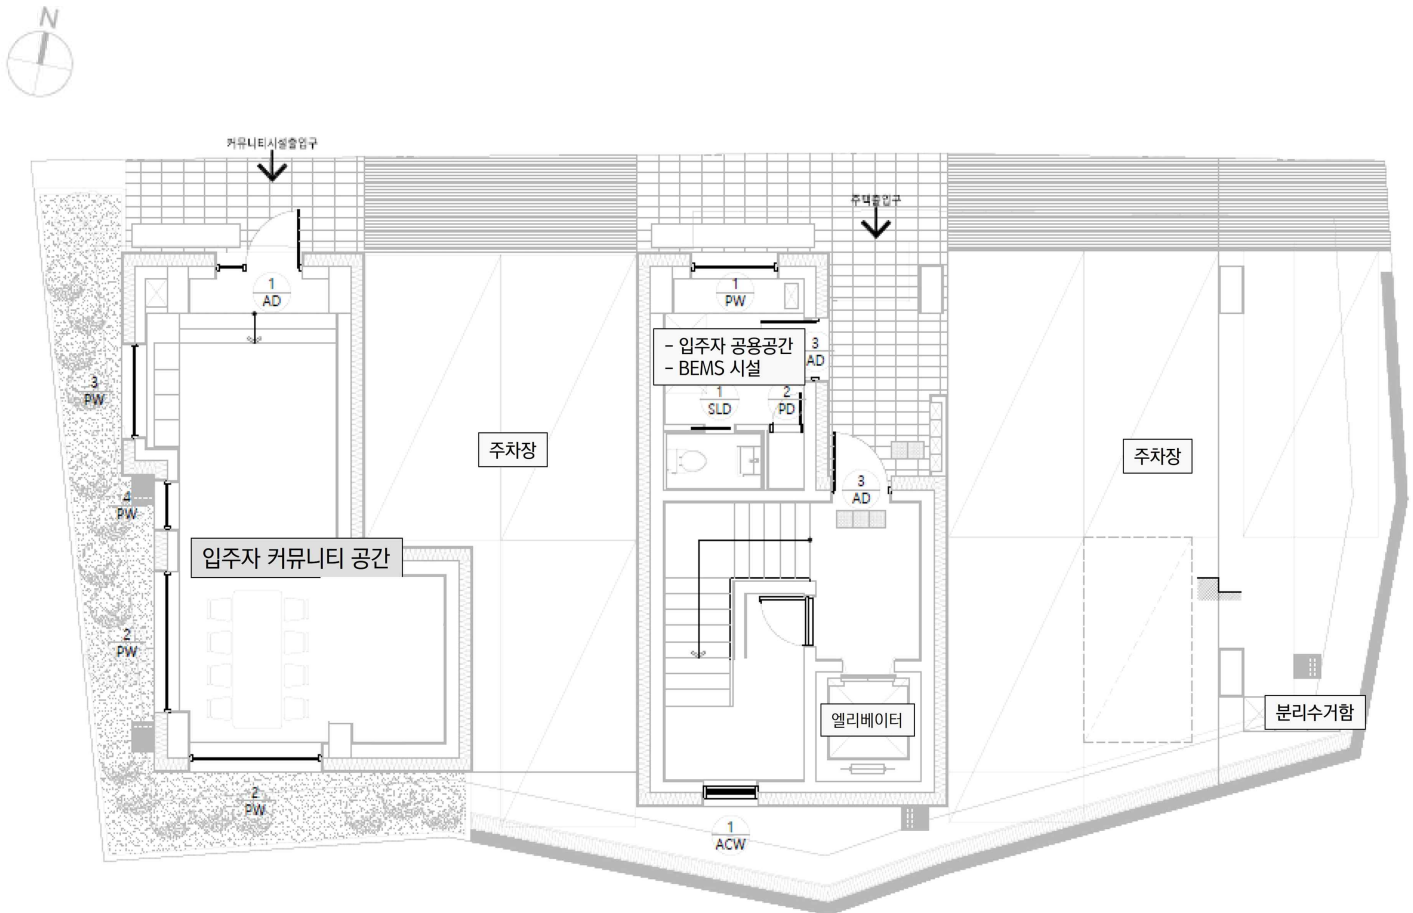 N
커뮤니티시설출입구
주택출입구
1
AD
1
PW
- 입주자 공용공간
- BEMS 시설
3
AD
3
PW
1
SLD
2
PD
주차장
주차장
4
PW
3
AD
입주자 커뮤니티 공간
2
PW
엘리베이터
분리수거함
2
PW
1
ACW